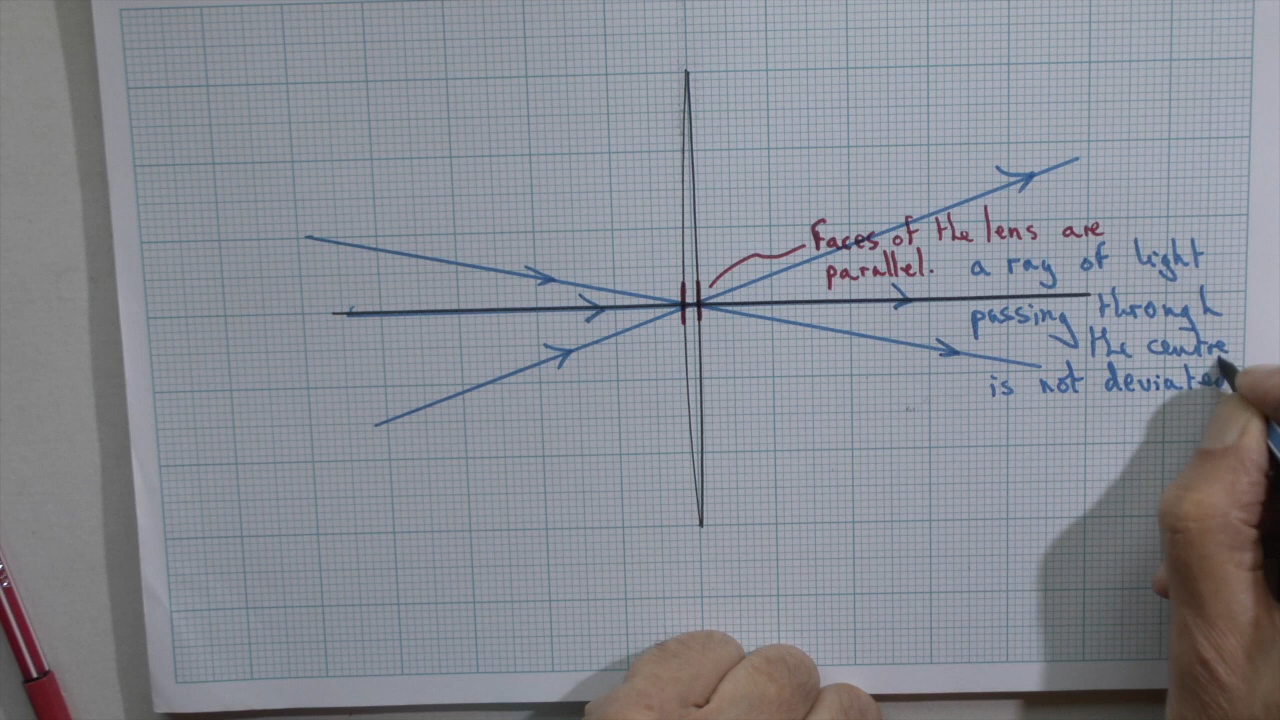 Faces of the lens are
parallel.
a ray of light
passing through
the centre
is not deviated